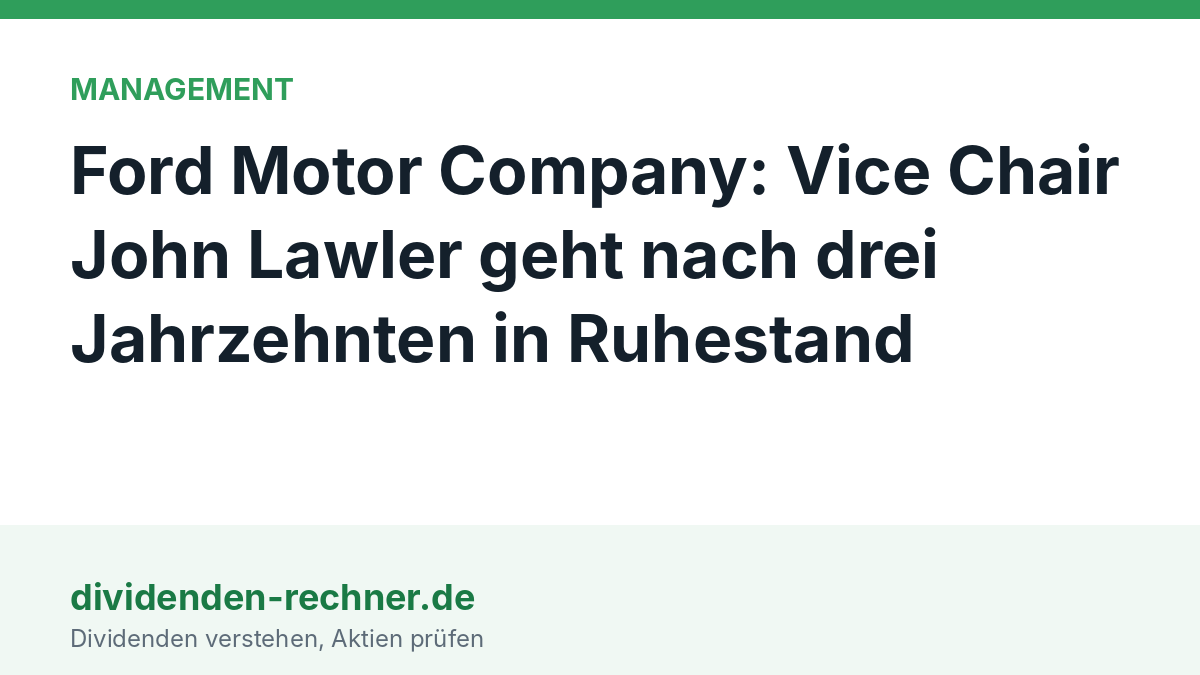 MANAGEMENT
Ford Motor Company: Vice Chair
John Lawler geht nach drei
Jahrzehnten in Ruhestand
dividenden-rechner.de
Dividenden verstehen, Aktien prüfen